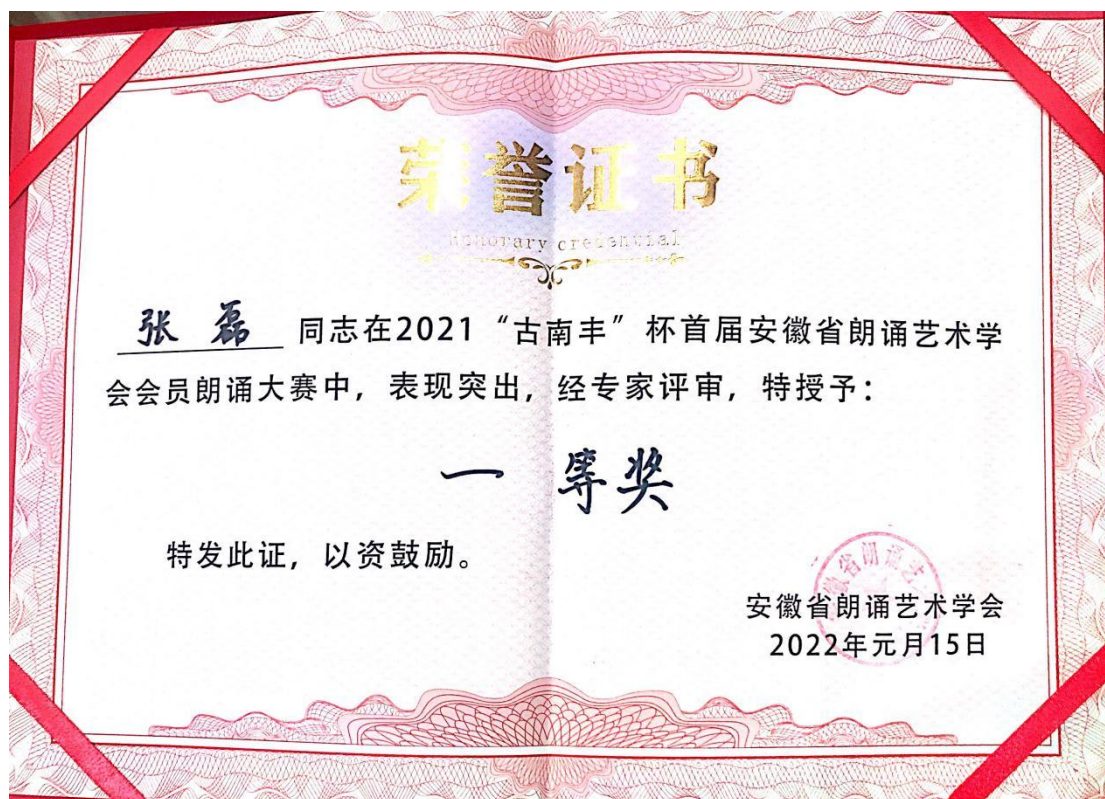 荣誉证书
Honorary credential
张磊 同志在2021“古南丰”杯首届安徽省朗诵艺术学
会会员朗诵大赛中，表现突出，经专家评审，特授予：
一 等奖
特发此证，以资鼓励。
安徽省朗诵艺术学会
2022年元月15日